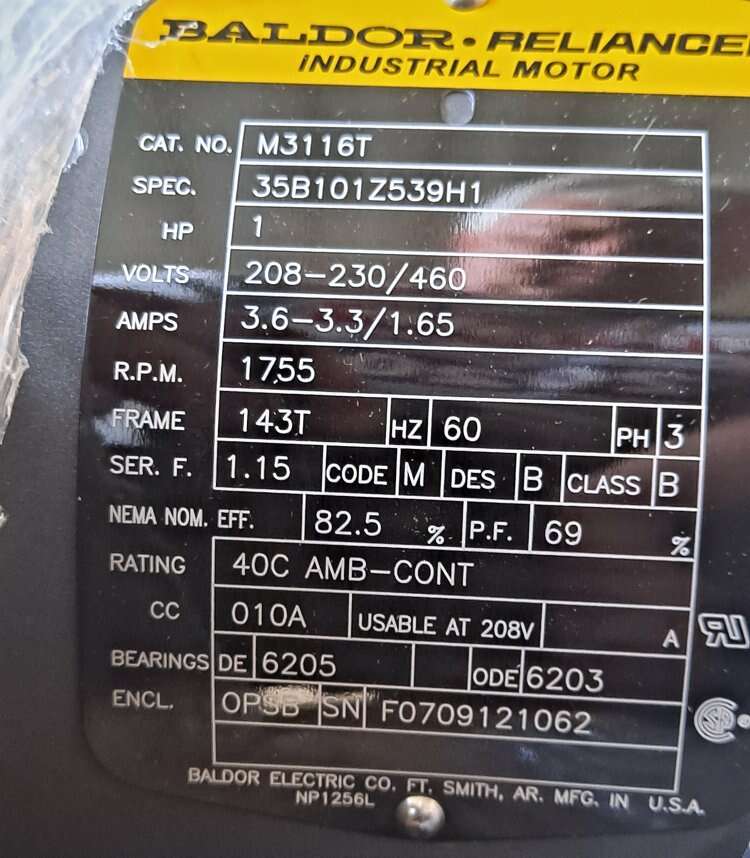 BALDOR • RELIANCE
INDUSTRIAL MOTOR
CAT. NO. M3116T
SPEC. 35B101Z539H1
HP 1
VOLTS 208-230/460
AMPS 3.6-3.3/1.65
R.P.M. 1755
FRAME 143T HZ 60 PH 3
SER. F. 1.15 CODE M DES B CLASS B
NEMA NOM. EFF. 82.5 % P.F. 69 %
RATING 40C AMB-CONT
CC 010A USABLE AT 208V A
BEARINGS DE 6205 ODE 6203
ENCL. OPSB SN F0709121062
BALDOR ELECTRIC CO. FT. SMITH, AR. MFG. IN U.S.A.
NP1256L